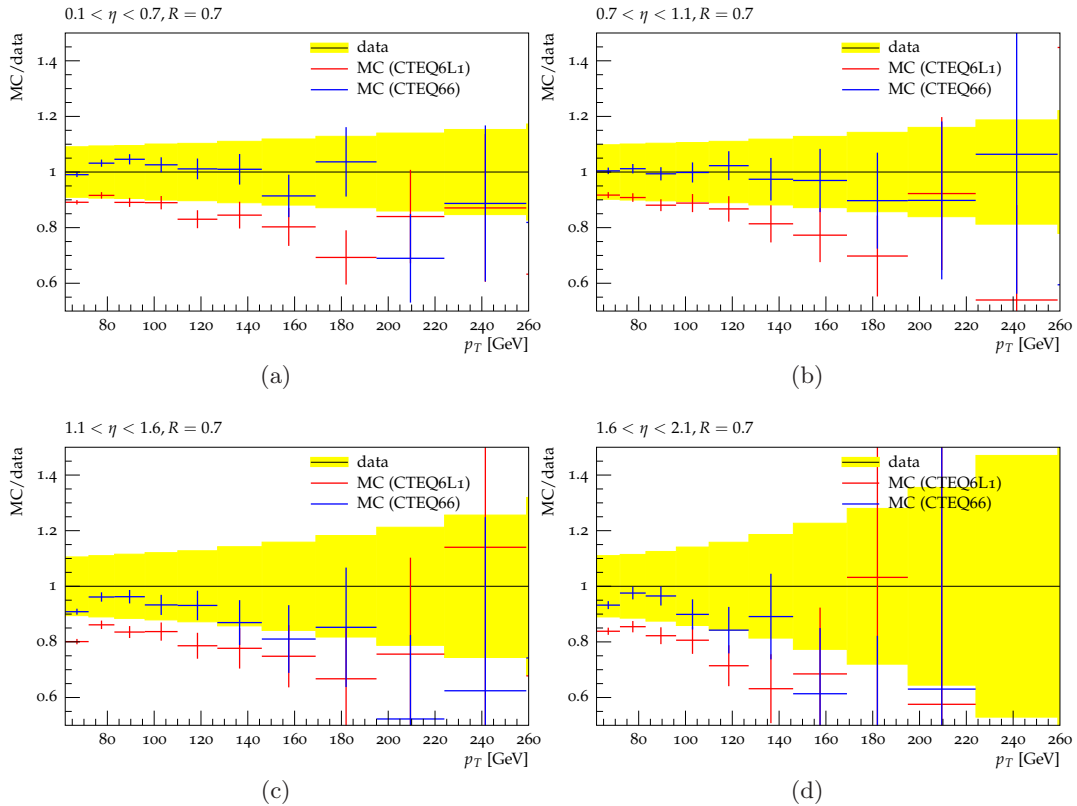 0.1 < η < 0.7, R = 0.7
MC/data
data
MC (CTEQ6L1)
MC (CTEQ66)
1.4
1.2
1
0.8
0.6
80 100 120 140 160 180 200 220 240 260
p_T [GeV]
(a)
0.7 < η < 1.1, R = 0.7
MC/data
data
MC (CTEQ6L1)
MC (CTEQ66)
1.4
1.2
1
0.8
0.6
80 100 120 140 160 180 200 220 240 260
p_T [GeV]
(b)
1.1 < η < 1.6, R = 0.7
MC/data
data
MC (CTEQ6L1)
MC (CTEQ66)
1.4
1.2
1
0.8
0.6
80 100 120 140 160 180 200 220 240 260
p_T [GeV]
(c)
1.6 < η < 2.1, R = 0.7
MC/data
data
MC (CTEQ6L1)
MC (CTEQ66)
1.4
1.2
1
0.8
0.6
80 100 120 140 160 180 200 220 240 260
p_T [GeV]
(d)